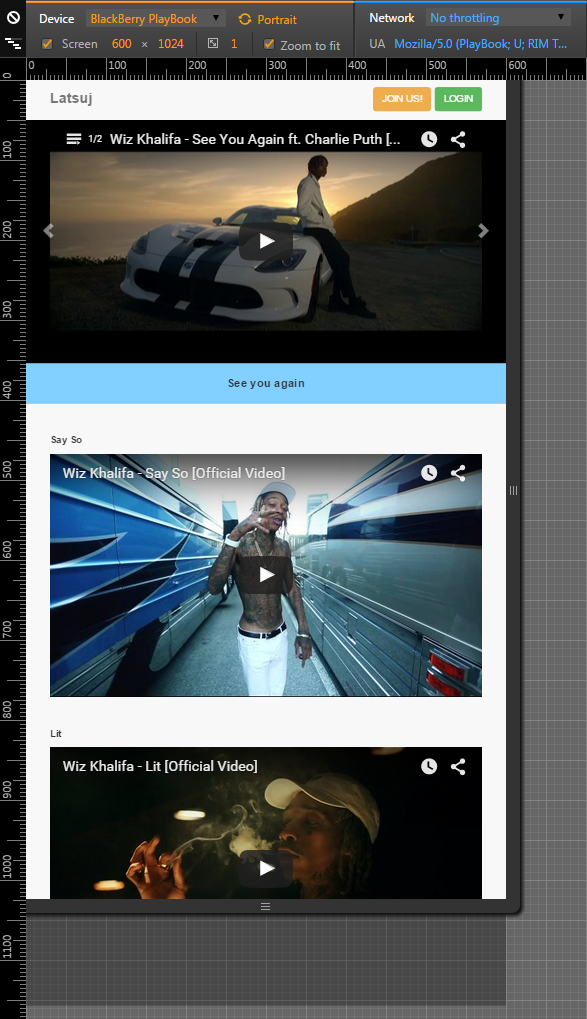 Device BlackBerry PlayBook Portrait Network No throttling
Screen 600 × 1024 1 Zoom to fit UA Mozilla/5.0 (PlayBook; U; RIM T...
0 100 200 300 400 500 600
0
Latsuj JOIN US! LOGIN
100
1/2 Wiz Khalifa - See You Again ft. Charlie Puth [...
200
300
400
See you again
Say So
500
Wiz Khalifa - Say So [Official Video]
600
700
800
Lit
900
Wiz Khalifa - Lit [Official Video]
1000
1100